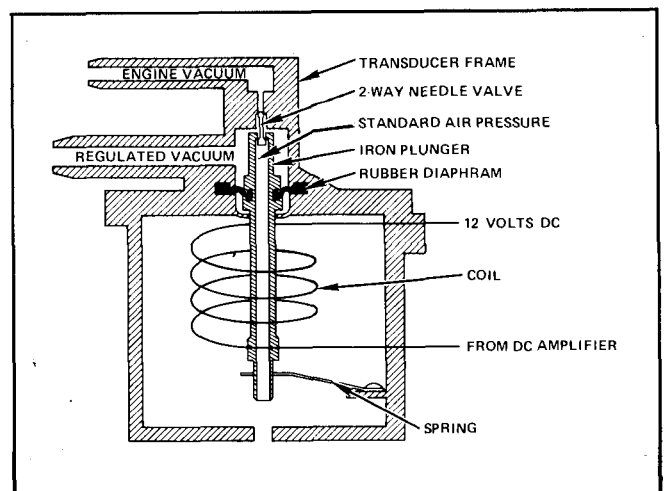 TRANSDUCER FRAME
ENGINE VACUUM
2-WAY NEEDLE VALVE
STANDARD AIR PRESSURE
IRON PLUNGER
REGULATED VACUUM
RUBBER DIAPHRAM
12 VOLTS DC
COIL
FROM DC AMPLIFIER
SPRING